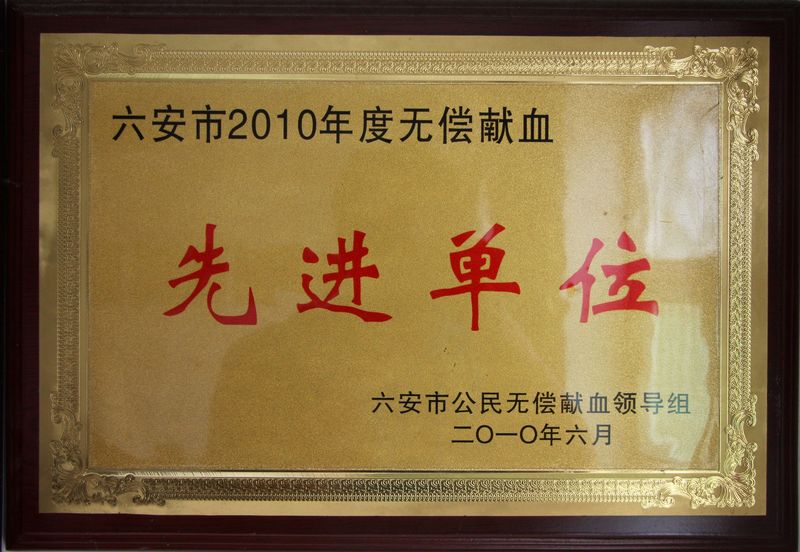 六安市2010年度无偿献血
先进单位
六安市公民无偿献血领导组
二〇一〇年六月